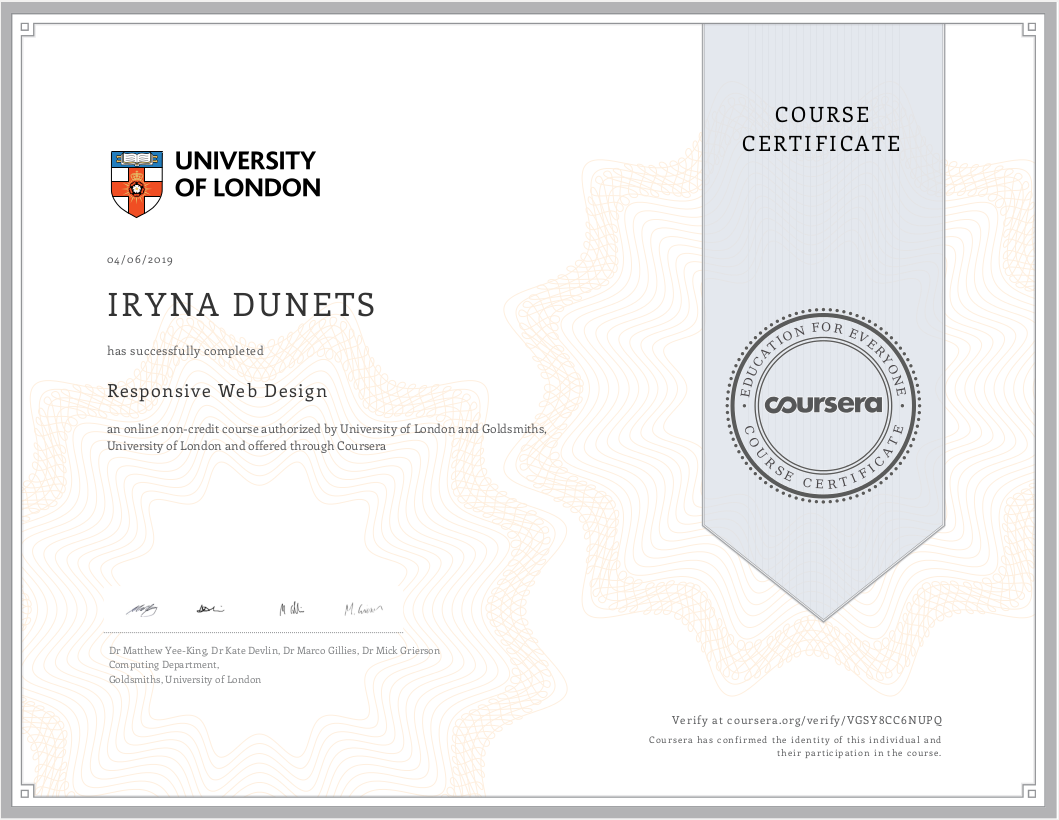 COURSE
CERTIFICATE
UNIVERSITY
OF LONDON
04/06/2019
IRYNA DUNETS
has successfully completed
Responsive Web Design
an online non-credit course authorized by University of London and Goldsmiths,
University of London and offered through Coursera
EDUCATION FOR EVERYONE
coursera
COURSE CERTIFICATE
Dr Matthew Yee-King, Dr Kate Devlin, Dr Marco Gillies, Dr Mick Grierson
Computing Department,
Goldsmiths, University of London
Verify at coursera.org/verify/VGSY8CC6NUPQ
Coursera has confirmed the identity of this individual and
their participation in the course.